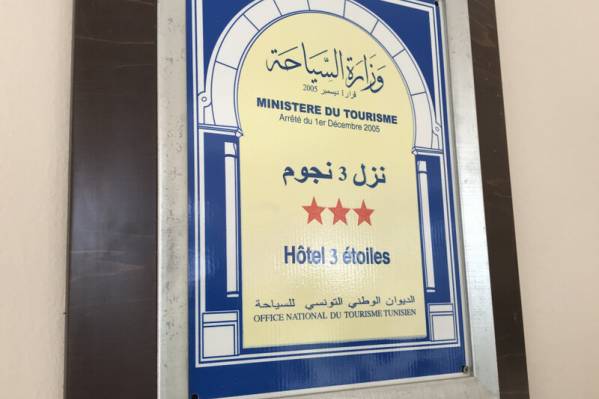 وزارة السياحة
قرار 1 ديسمبر 2005
MINISTERE DU TOURISME
Arrêté du 1er Décembre 2005
نزل 3 نجوم
Hôtel 3 étoiles
الديوان الوطني التونسي للسياحة
OFFICE NATIONAL DU TOURISME TUNISIEN